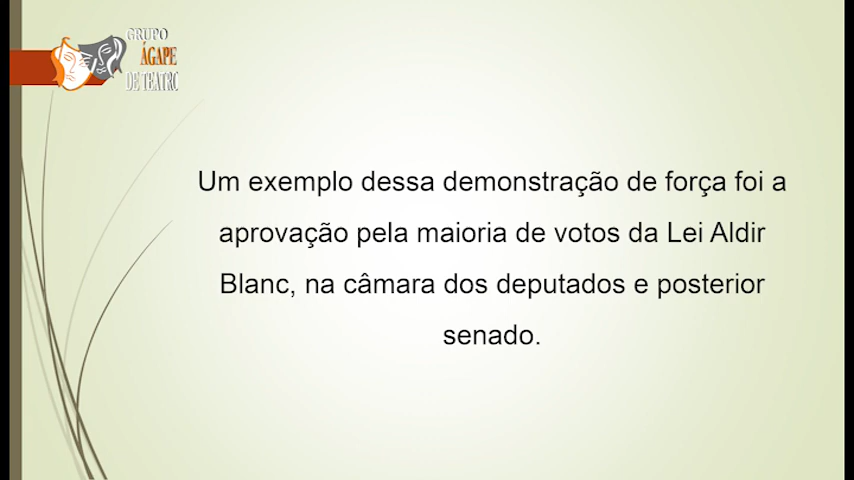 GRUPO
ÁGAPE
DE TEATRO
Um exemplo dessa demonstração de força foi a
aprovação pela maioria de votos da Lei Aldir
Blanc, na câmara dos deputados e posterior
senado.